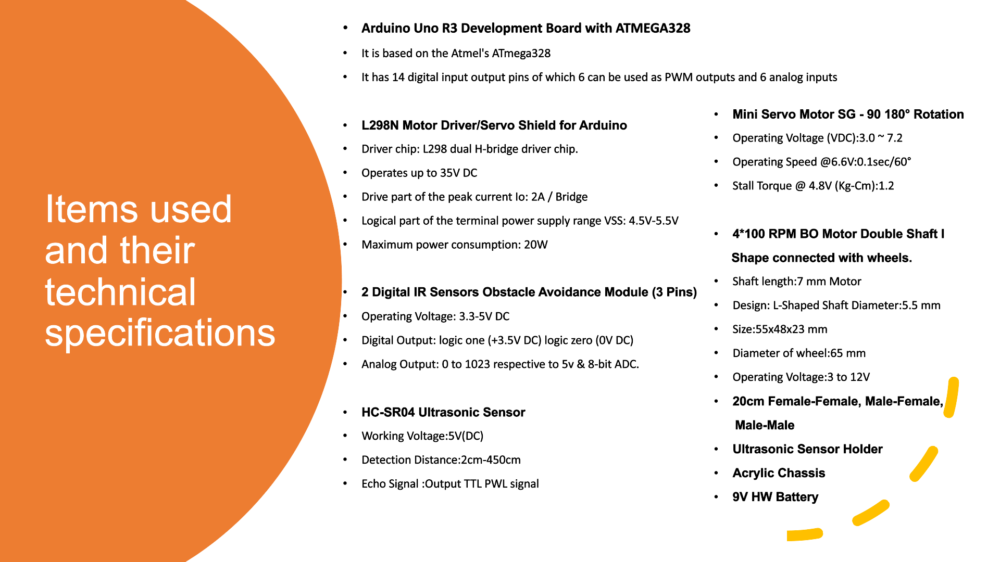 Items used
and their
technical
specifications
• Arduino Uno R3 Development Board with ATMEGA328
• It is based on the Atmel's ATmega328
• It has 14 digital input output pins of which 6 can be used as PWM outputs and 6 analog inputs
• L298N Motor Driver/Servo Shield for Arduino
• Driver chip: L298 dual H-bridge driver chip.
• Operates up to 35V DC
• Drive part of the peak current Io: 2A / Bridge
• Logical part of the terminal power supply range VSS: 4.5V-5.5V
• Maximum power consumption: 20W
• 2 Digital IR Sensors Obstacle Avoidance Module (3 Pins)
• Operating Voltage: 3.3-5V DC
• Digital Output: logic one (+3.5V DC) logic zero (0V DC)
• Analog Output: 0 to 1023 respective to 5v & 8-bit ADC.
• HC-SR04 Ultrasonic Sensor
• Working Voltage:5V(DC)
• Detection Distance:2cm-450cm
• Echo Signal :Output TTL PWL signal
• Mini Servo Motor SG - 90 180° Rotation
• Operating Voltage (VDC):3.0 ~ 7.2
• Operating Speed @6.6V:0.1sec/60°
• Stall Torque @ 4.8V (Kg-Cm):1.2
• 4*100 RPM BO Motor Double Shaft I
Shape connected with wheels.
• Shaft length:7 mm Motor
• Design: L-Shaped Shaft Diameter:5.5 mm
• Size:55x48x23 mm
• Diameter of wheel:65 mm
• Operating Voltage:3 to 12V
• 20cm Female-Female, Male-Female,
Male-Male
• Ultrasonic Sensor Holder
• Acrylic Chassis
• 9V HW Battery